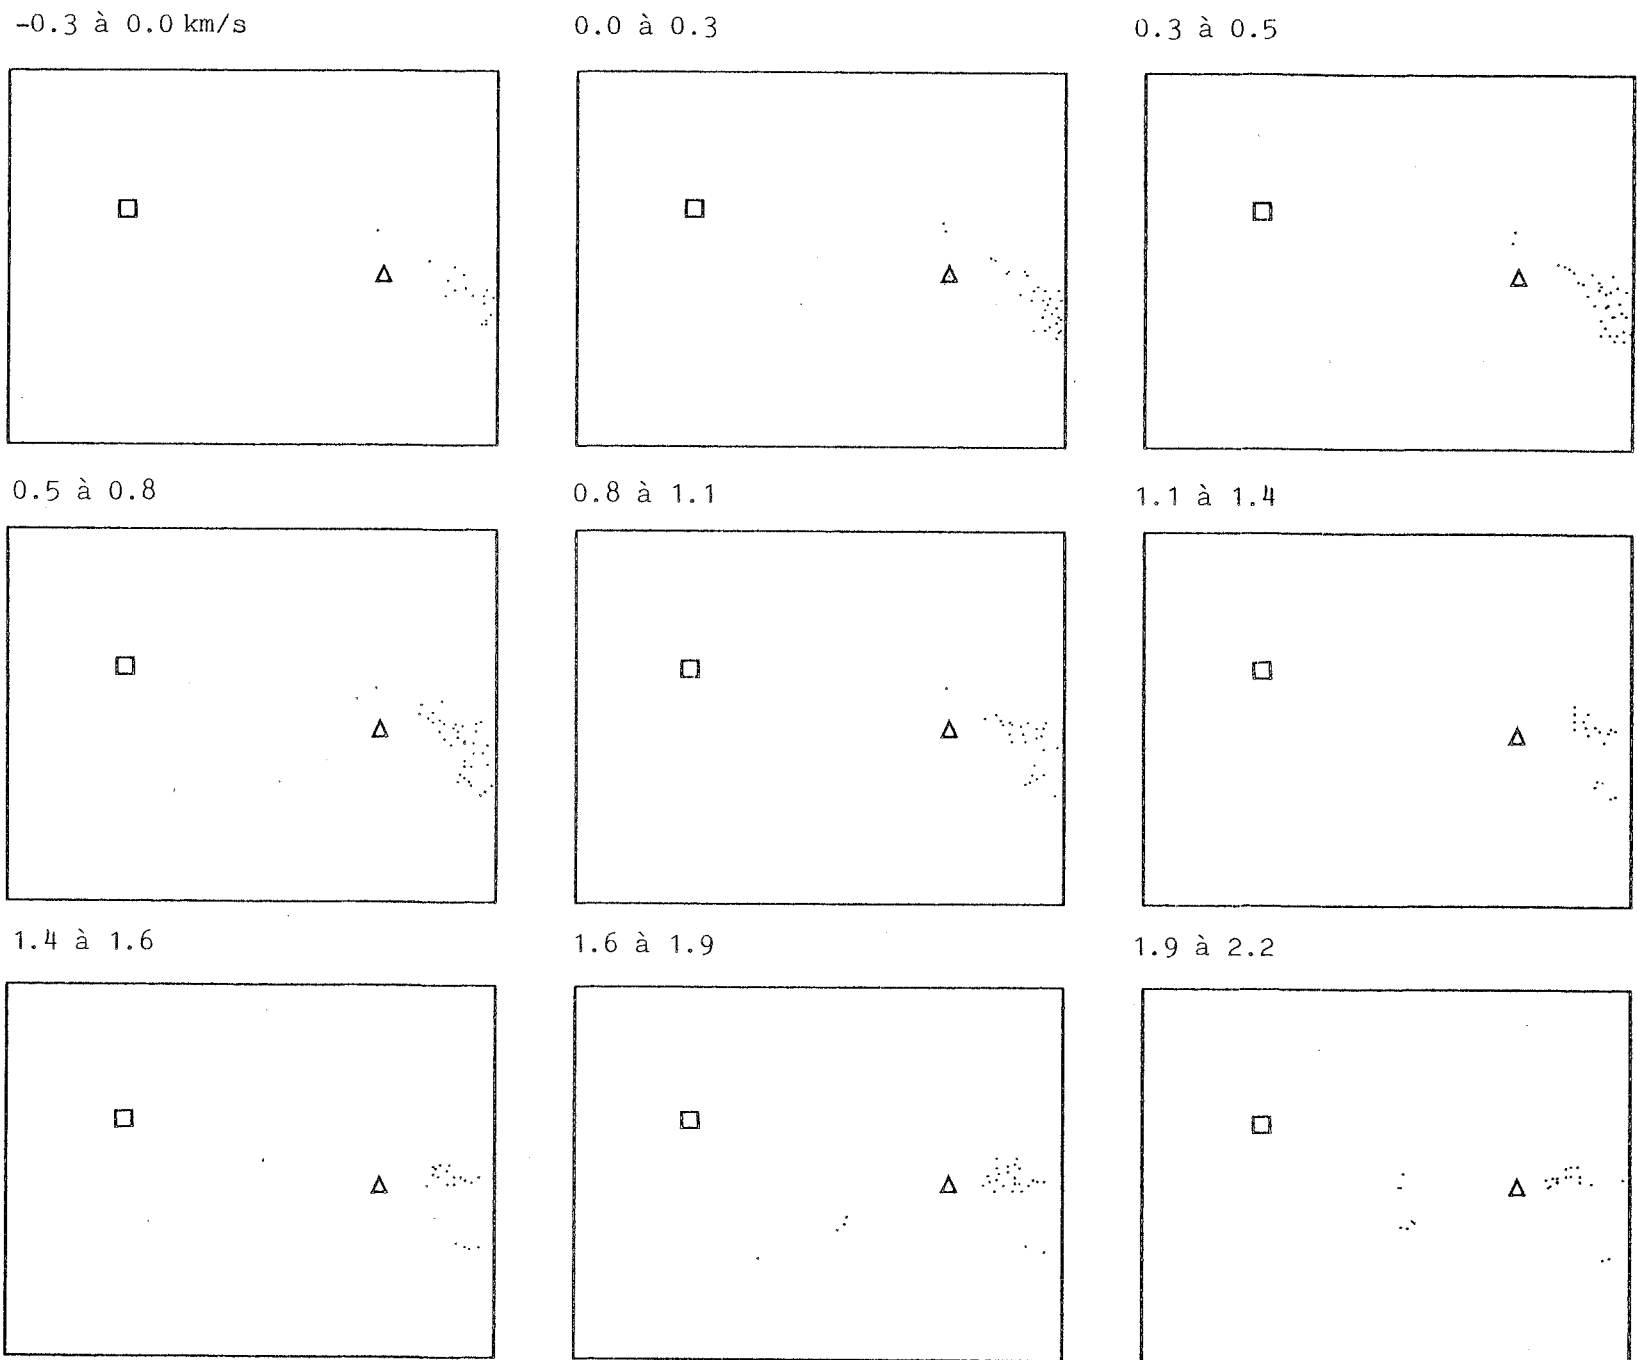 -0.3 à 0.0 km/s
0.0 à 0.3
0.3 à 0.5
0.5 à 0.8
0.8 à 1.1
1.1 à 1.4
1.4 à 1.6
1.6 à 1.9
1.9 à 2.2